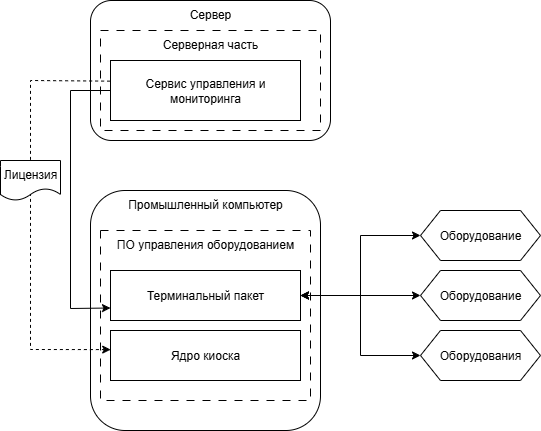 Сервер
Серверная часть
Сервис управления и
мониторинга
Лицензия
Промышленный компьютер
ПО управления оборудованием
Терминальный пакет
Ядро киоска
Оборудование
Оборудование
Оборудования